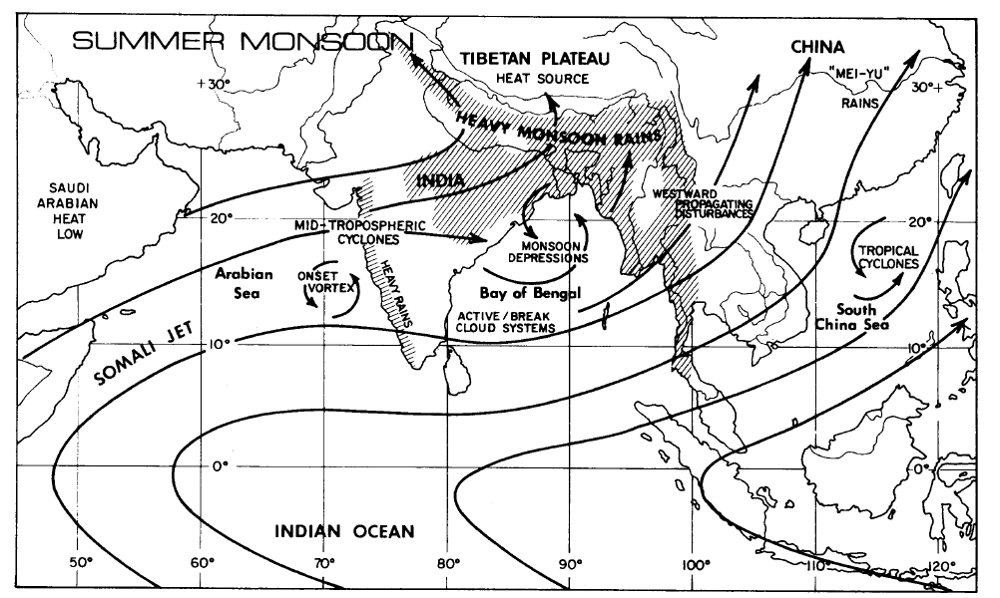 SUMMER MONSOON
TIBETAN PLATEAU
HEAT SOURCE
CHINA
"MEI-YU"
RAINS
+30°
30°+
HEAVY MONSOON RAINS
INDIA
SAUDI
ARABIAN
HEAT
LOW
WESTWARD
PROPAGATING
DISTURBANCES
20°
20°
MID-TROPOSPHERIC
CYCLONES
MONSOON
DEPRESSIONS
TROPICAL
CYCLONES
Arabian
Sea
ONSET
VORTEX
HEAVY RAINS
Bay of Bengal
ACTIVE/BREAK
CLOUD SYSTEMS
South
China Sea
SOMALI JET
10°
10°
0°
0°
INDIAN OCEAN
50°
60°
70°
80°
90°
100°
110°
120°